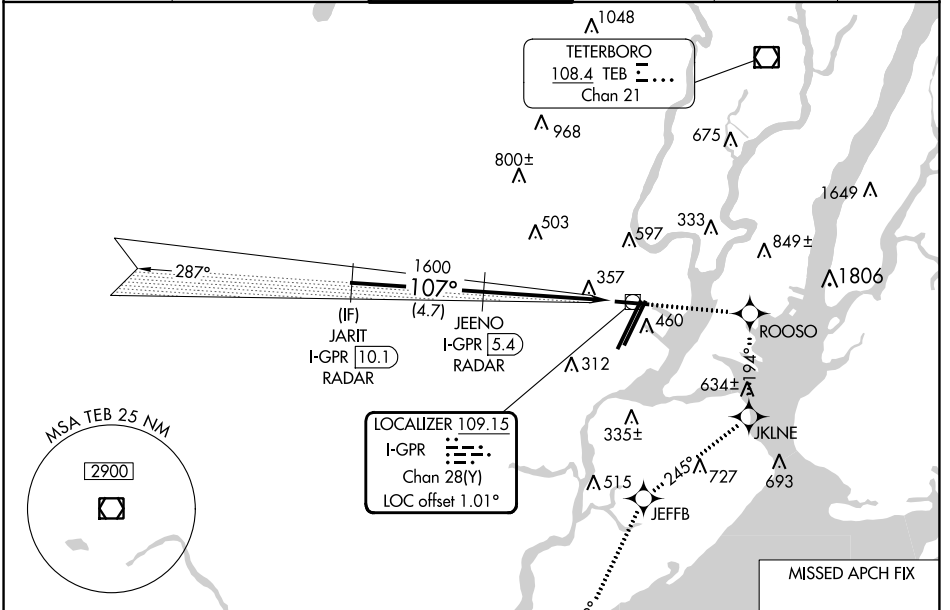 1048
TETERBORO
108.4 TEB
Chan 21
968
675
800±
1649
503
597
333
849±
287°
1600
107°
(4.7)
357
1806
(IF)
JARIT
I-GPR 10.1
RADAR
JEENO
I-GPR 5.4
RADAR
460
ROOSO
312
194°
634±
MSA TEB 25 NM
2900
LOCALIZER 109.15
I-GPR
Chan 28(Y)
LOC offset 1.01°
335±
JKLNE
245°
727
693
515
JEFFB
MISSED APCH FIX